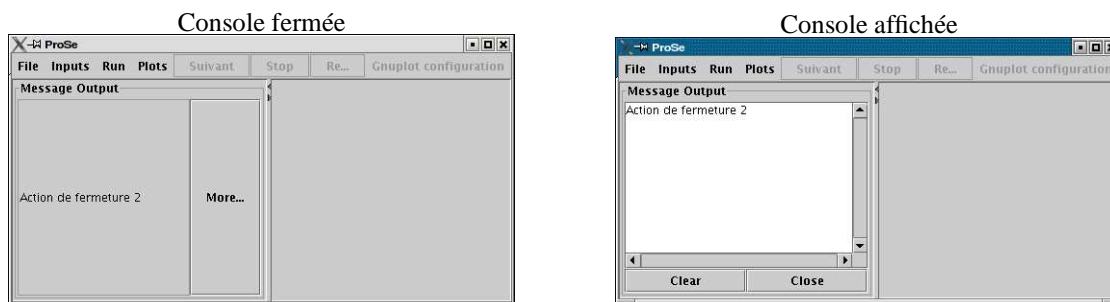 Console fermée
ProSe
File Inputs Run Plots Suivant Stop Re... Gnuplot configuration
Message Output
Action de fermeture 2
More...
Console affichée
ProSe
File Inputs Run Plots Suivant Stop Re... Gnuplot configuration
Message Output
Action de fermeture 2
Clear Close